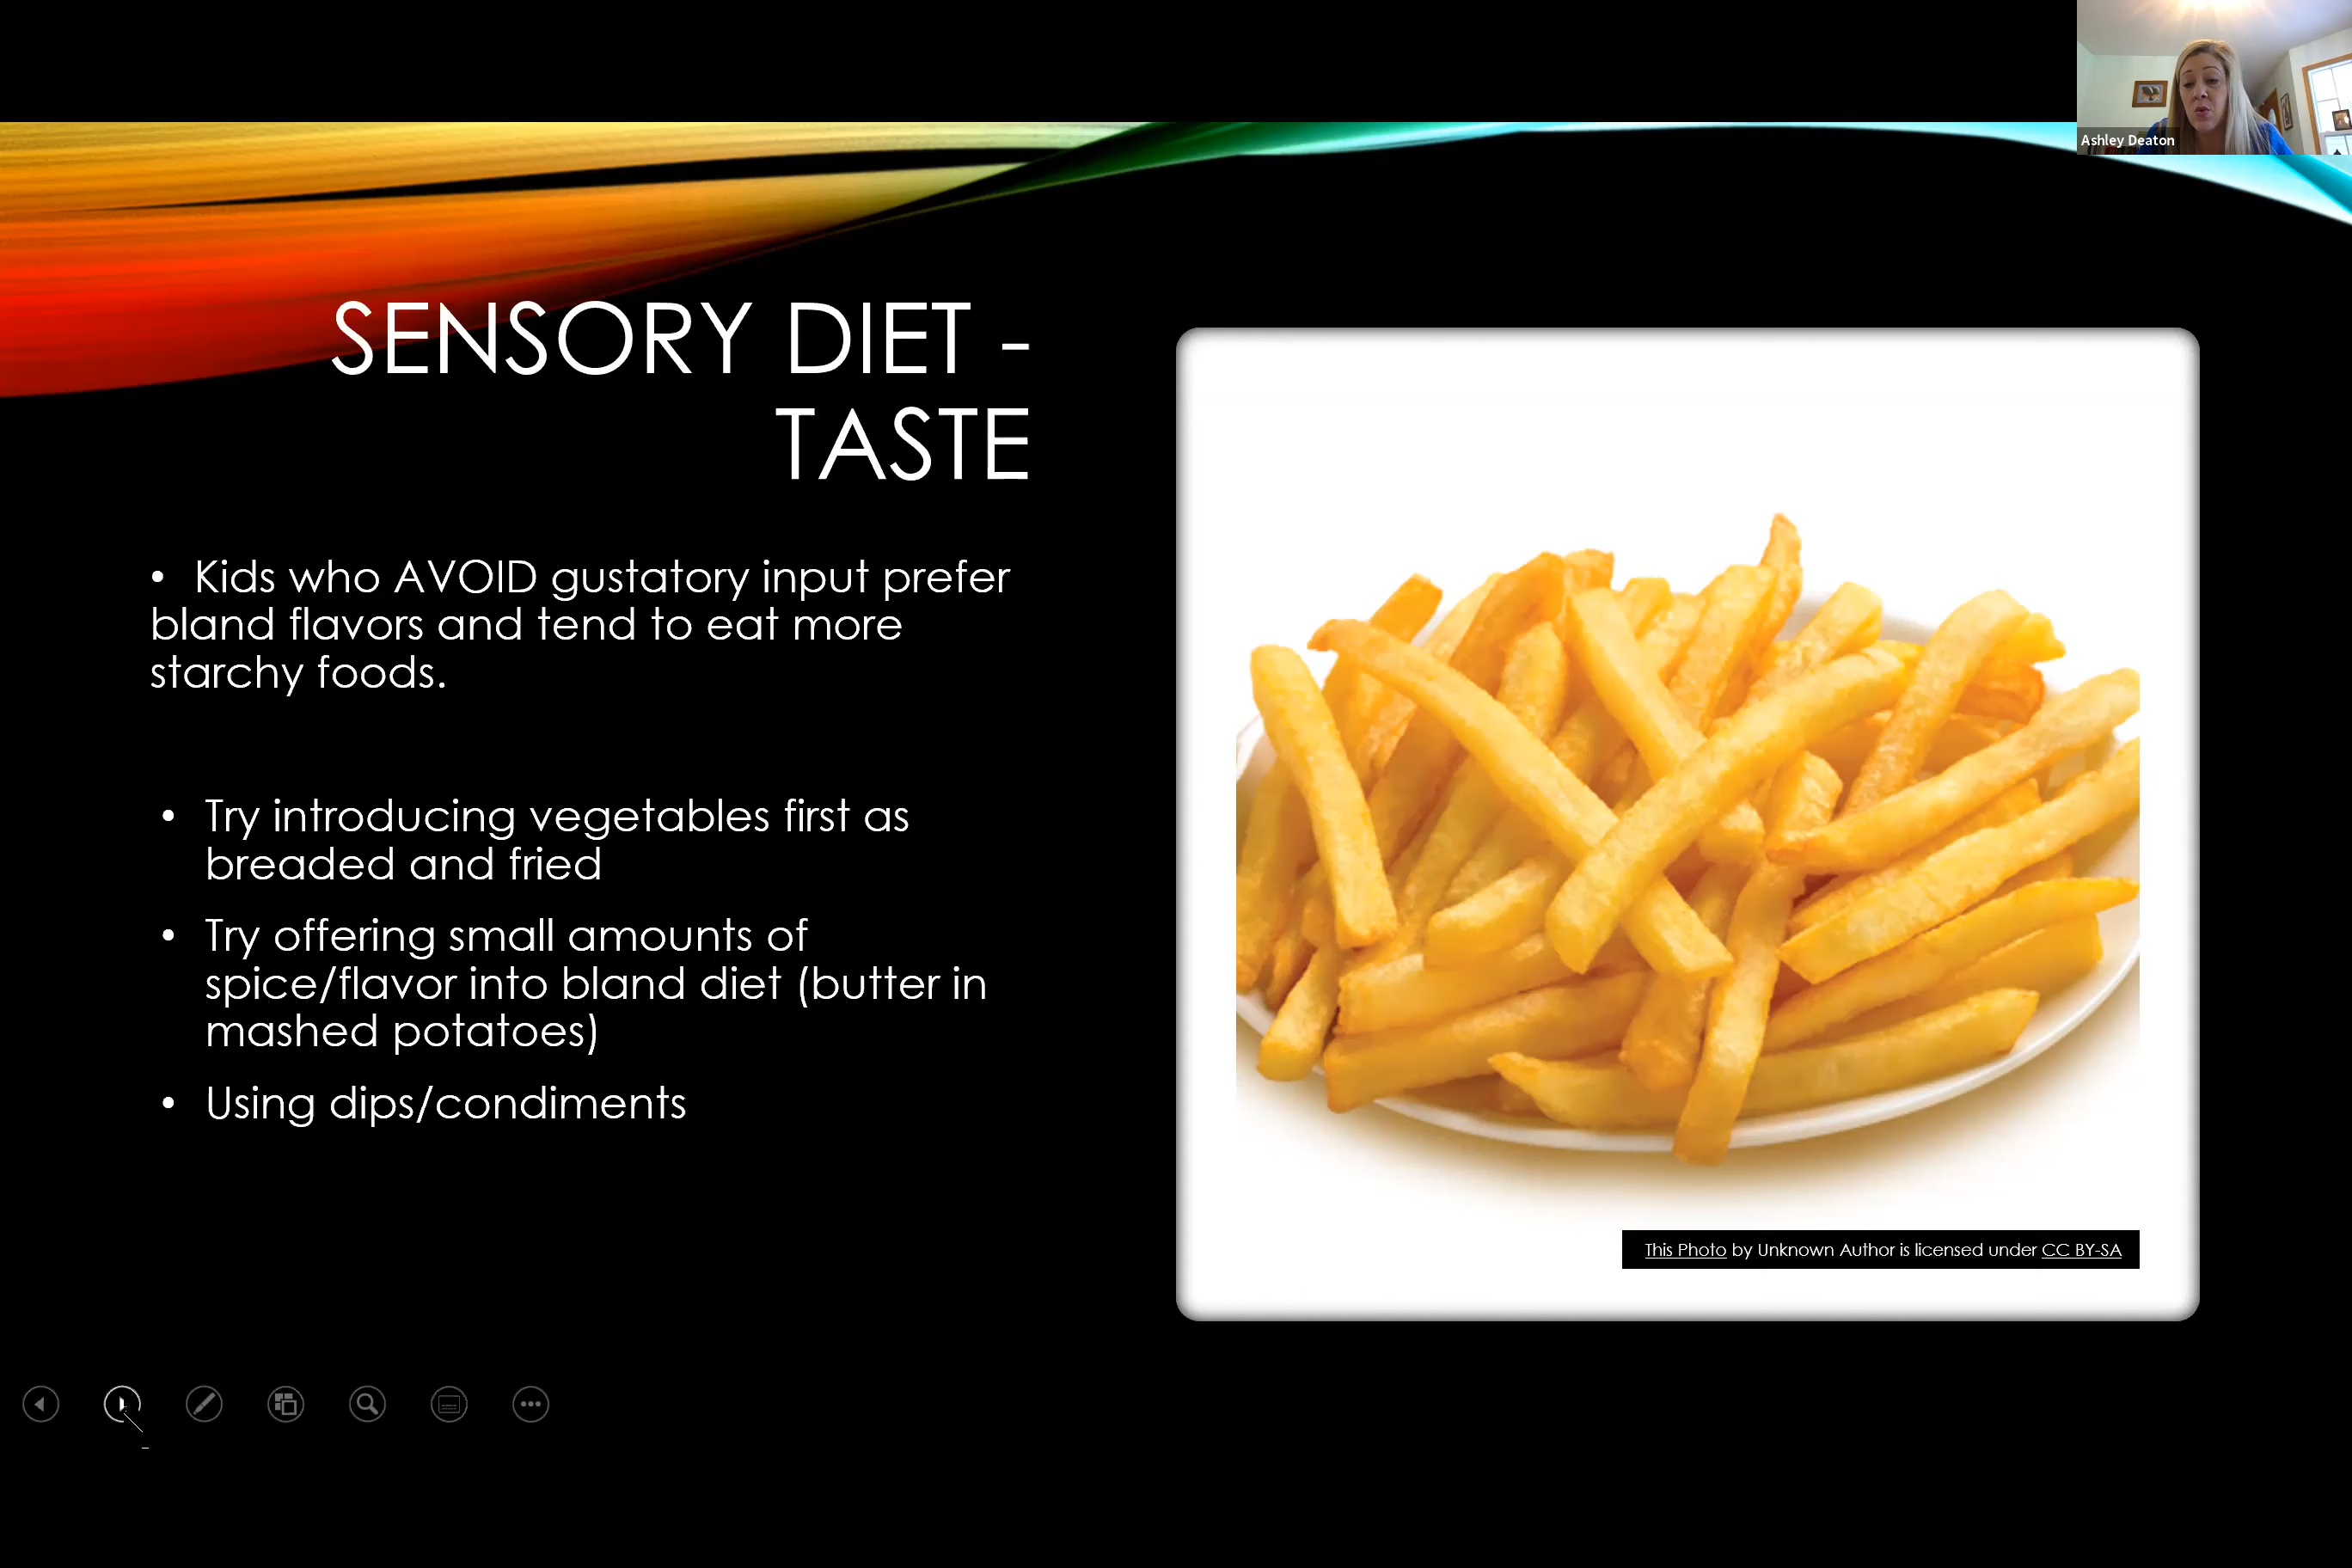 Ashley Deaton
SENSORY DIET -
TASTE
• Kids who AVOID gustatory input prefer
bland flavors and tend to eat more
starchy foods.
• Try introducing vegetables first as
breaded and fried
• Try offering small amounts of
spice/flavor into bland diet (butter in
mashed potatoes)
• Using dips/condiments
This Photo by Unknown Author is licensed under CC BY-SA